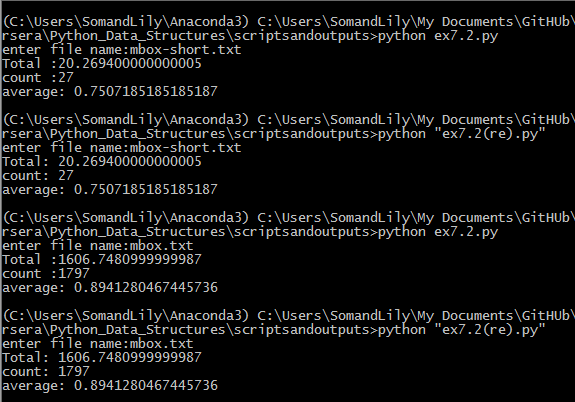 (C:\Users\SomandLily\Anaconda3) C:\Users\SomandLily\My Documents\GitHUb\
rsera\Python_Data_Structures\scriptsandoutputs>python ex7.2.py
enter file name:mbox-short.txt
Total :20.269400000000005
count :27
average: 0.7507185185185187
(C:\Users\SomandLily\Anaconda3) C:\Users\SomandLily\My Documents\GitHUb\
rsera\Python_Data_Structures\scriptsandoutputs>python "ex7.2(re).py"
enter file name:mbox-short.txt
Total: 20.269400000000005
count: 27
average: 0.7507185185185187
(C:\Users\SomandLily\Anaconda3) C:\Users\SomandLily\My Documents\GitHUb\
rsera\Python_Data_Structures\scriptsandoutputs>python ex7.2.py
enter file name:mbox.txt
Total :1606.7480999999987
count :1797
average: 0.8941280467445736
(C:\Users\SomandLily\Anaconda3) C:\Users\SomandLily\My Documents\GitHUb\
rsera\Python_Data_Structures\scriptsandoutputs>python "ex7.2(re).py"
enter file name:mbox.txt
Total: 1606.7480999999987
count: 1797
average: 0.8941280467445736